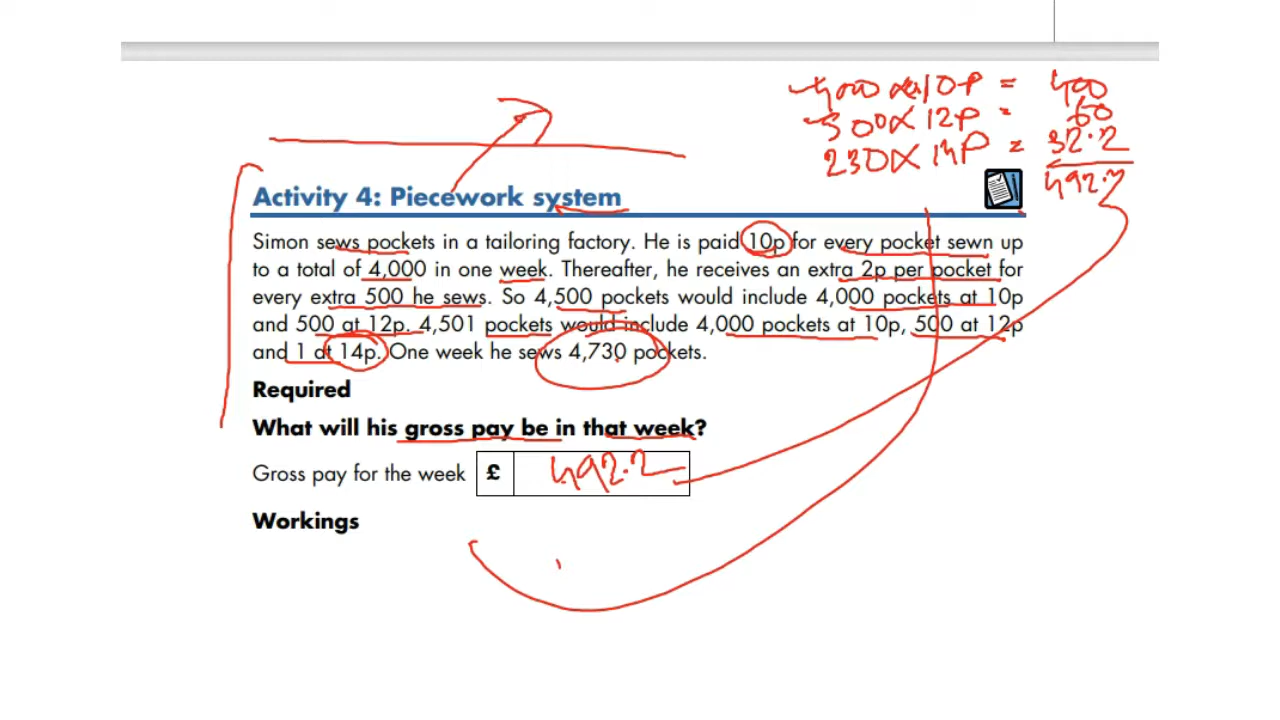 4000 x 10P = 400
500 x 12P = 60
230 x 14P = 32.2
492.2
Activity 4: Piecework system
Simon sews pockets in a tailoring factory. He is paid 10p for every pocket sewn up
to a total of 4,000 in one week. Thereafter, he receives an extra 2p per pocket for
every extra 500 he sews. So 4,500 pockets would include 4,000 pockets at 10p
and 500 at 12p. 4,501 pockets would include 4,000 pockets at 10p, 500 at 12p
and 1 at 14p. One week he sews 4,730 pockets.
Required
What will his gross pay be in that week?
Gross pay for the week £ 492.2
Workings